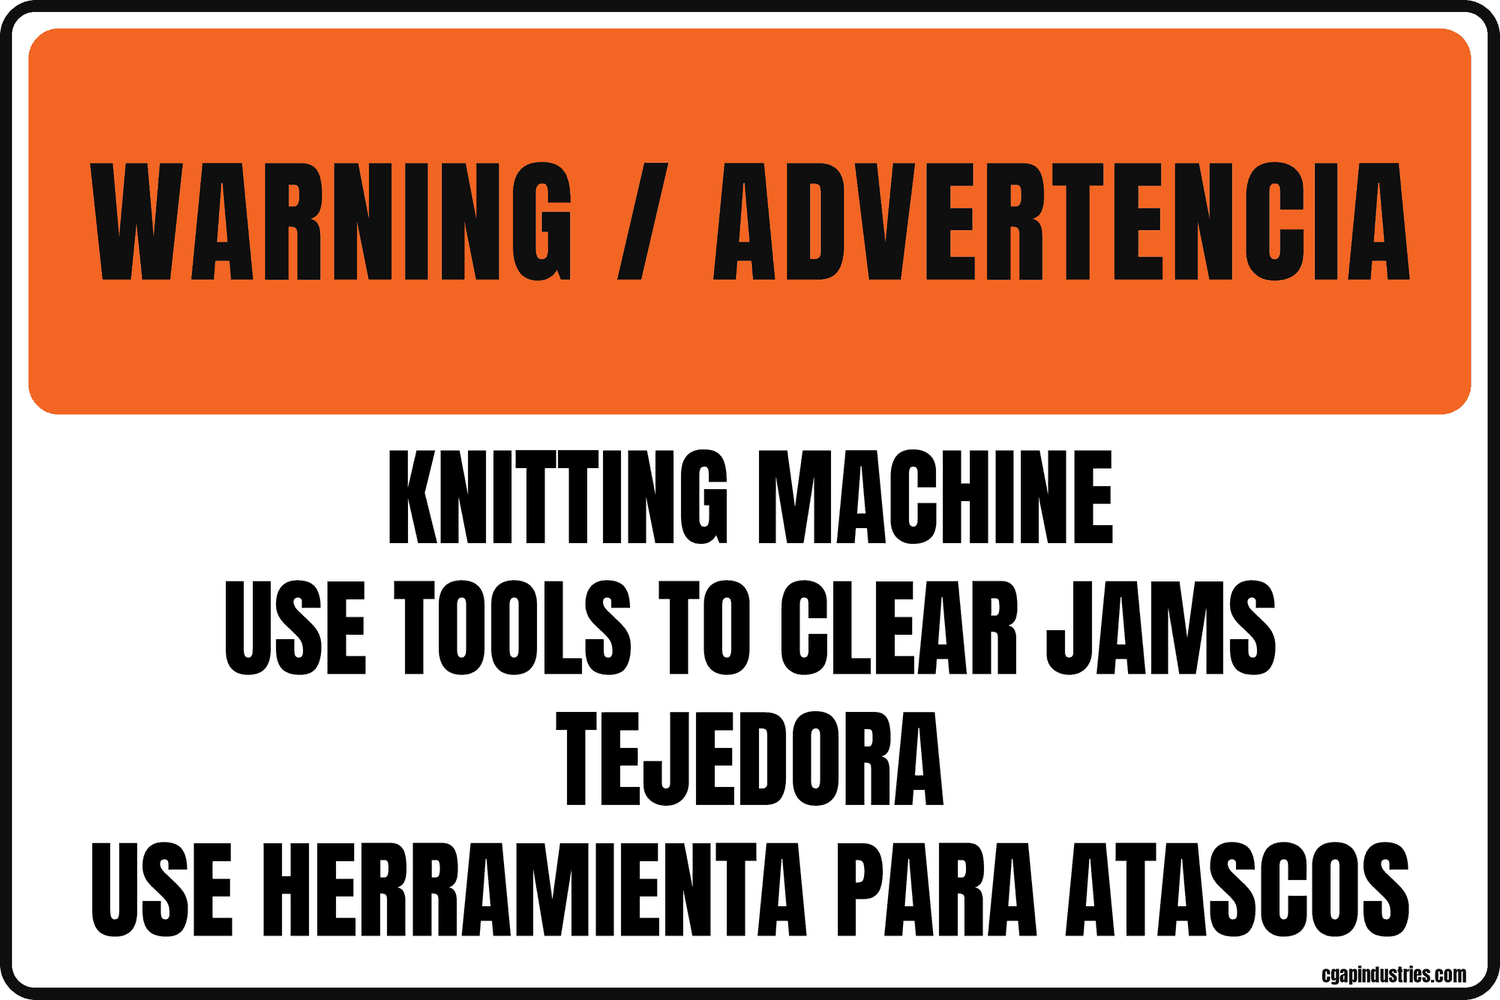 WARNING / ADVERTENCIA
KNITTING MACHINE
USE TOOLS TO CLEAR JAMS
TEJEDORA
USE HERRAMIENTA PARA ATASCOS
cgapindustries.com